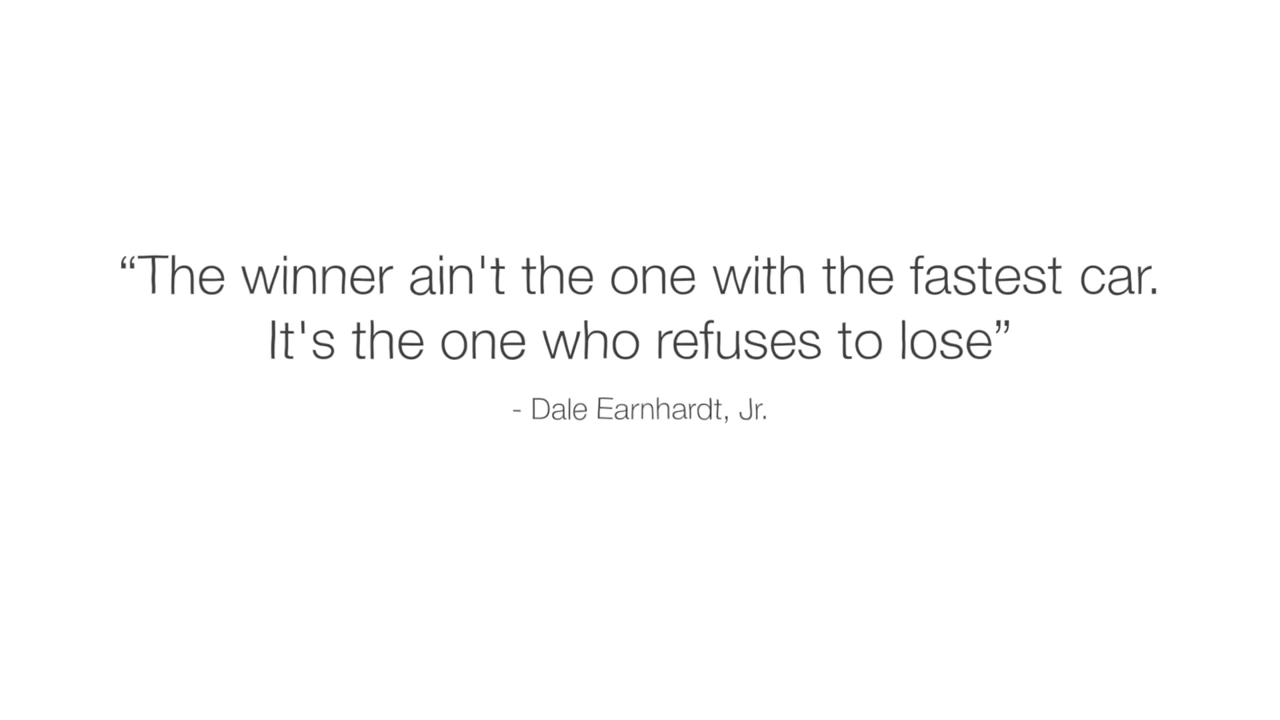 “The winner ain't the one with the fastest car.
It's the one who refuses to lose”
- Dale Earnhardt, Jr.